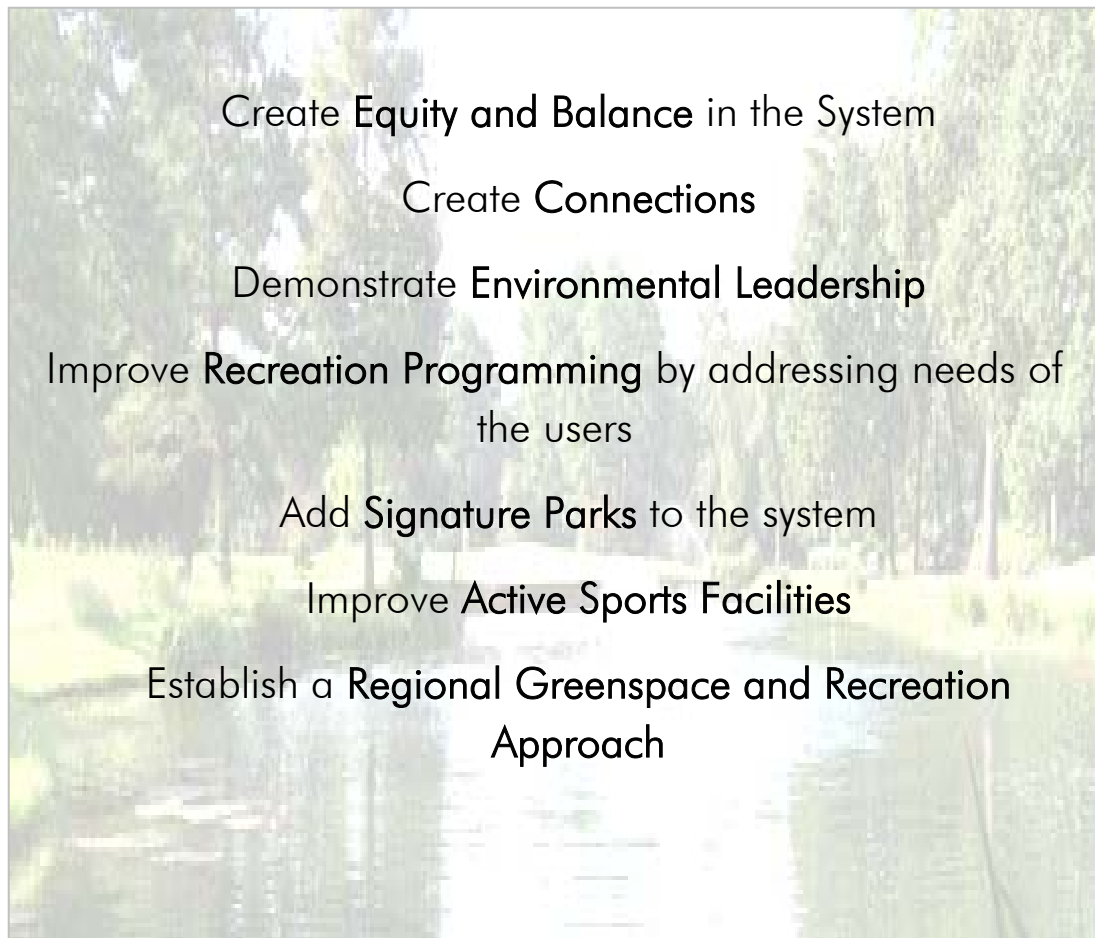 Create Equity and Balance in the System
Create Connections
Demonstrate Environmental Leadership
Improve Recreation Programming by addressing needs of
the users
Add Signature Parks to the system
Improve Active Sports Facilities
Establish a Regional Greenspace and Recreation
Approach